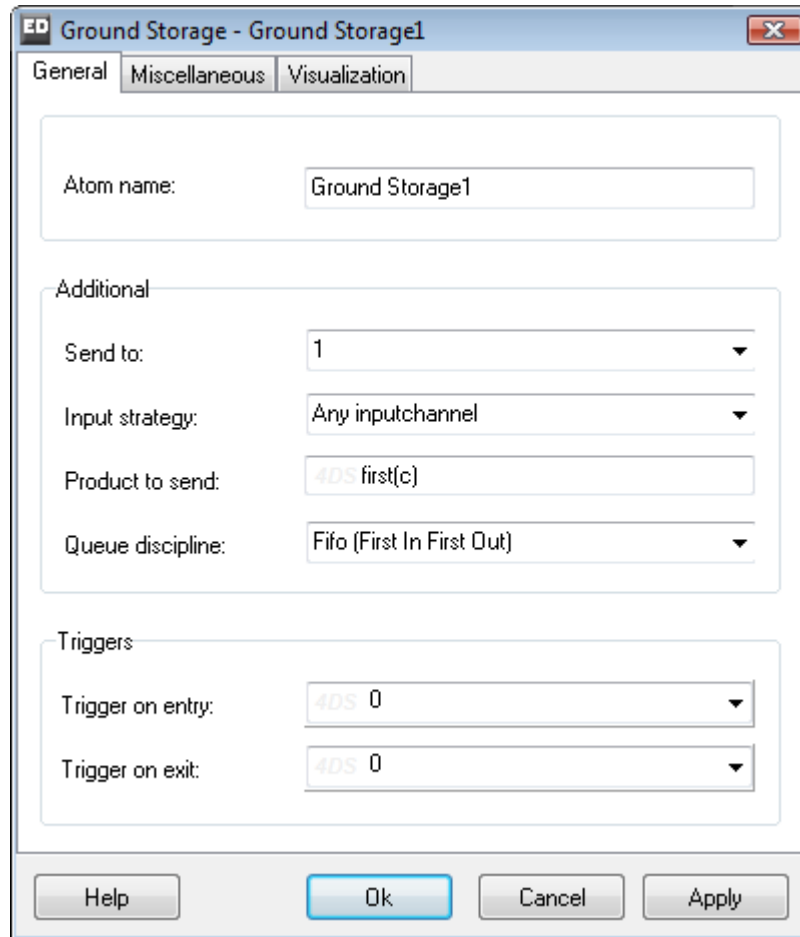 ED Ground Storage - Ground Storage1
General Miscellaneous Visualization
Atom name: Ground Storage1
Additional
Send to: 1
Input strategy: Any inputchannel
Product to send: 4DS first(c)
Queue discipline: Fifo (First In First Out)
Triggers
Trigger on entry: 4DS 0
Trigger on exit: 4DS 0
Help Ok Cancel Apply